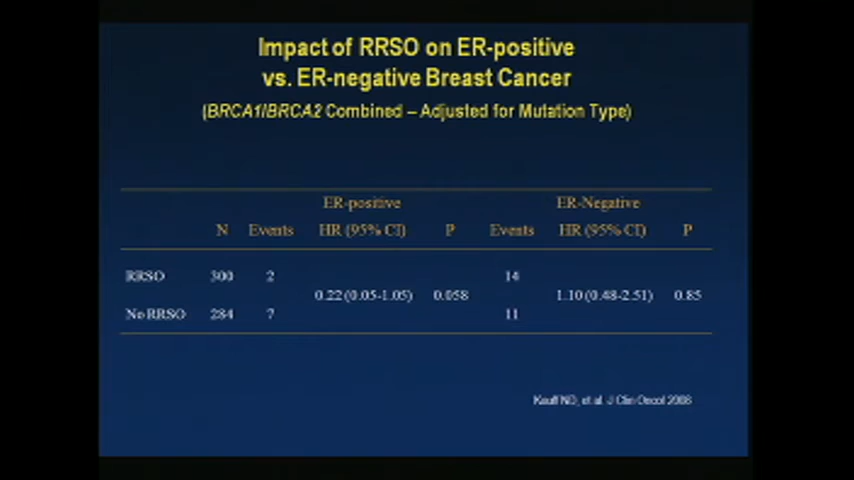 Impact of RRSO on ER-positive
vs. ER-negative Breast Cancer
(BRCA1/BRCA2 Combined – Adjusted for Mutation Type)
ER-positive ER-Negative
N Events HR (95% CI) P Events HR (95% CI) P
RRSO 300 2 14
0.22 (0.05-1.05) 0.058 1.10 (0.48-2.51) 0.85
No RRSO 284 7 11
Kauff ND, et al. J Clin Oncol 2008